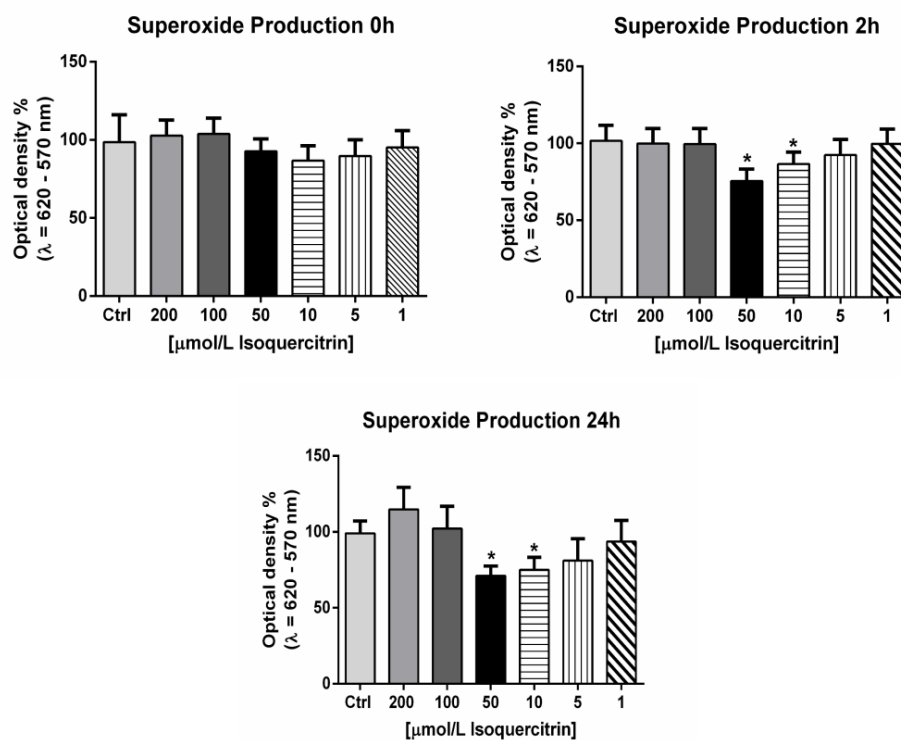 Superoxide Production 0h
Optical density %
(λ = 620 - 570 nm)
150
100
50
0
Ctrl 200 100 50 10 5 1
[μmol/L Isoquercitrin]
Superoxide Production 2h
Optical density %
(λ = 620 - 570 nm)
150
100
50
0
* *
Ctrl 200 100 50 10 5 1
[μmol/L Isoquercitrin]
Superoxide Production 24h
Optical density %
(λ = 620 - 570 nm)
150
100
50
0
* *
Ctrl 200 100 50 10 5 1
[μmol/L Isoquercitrin]